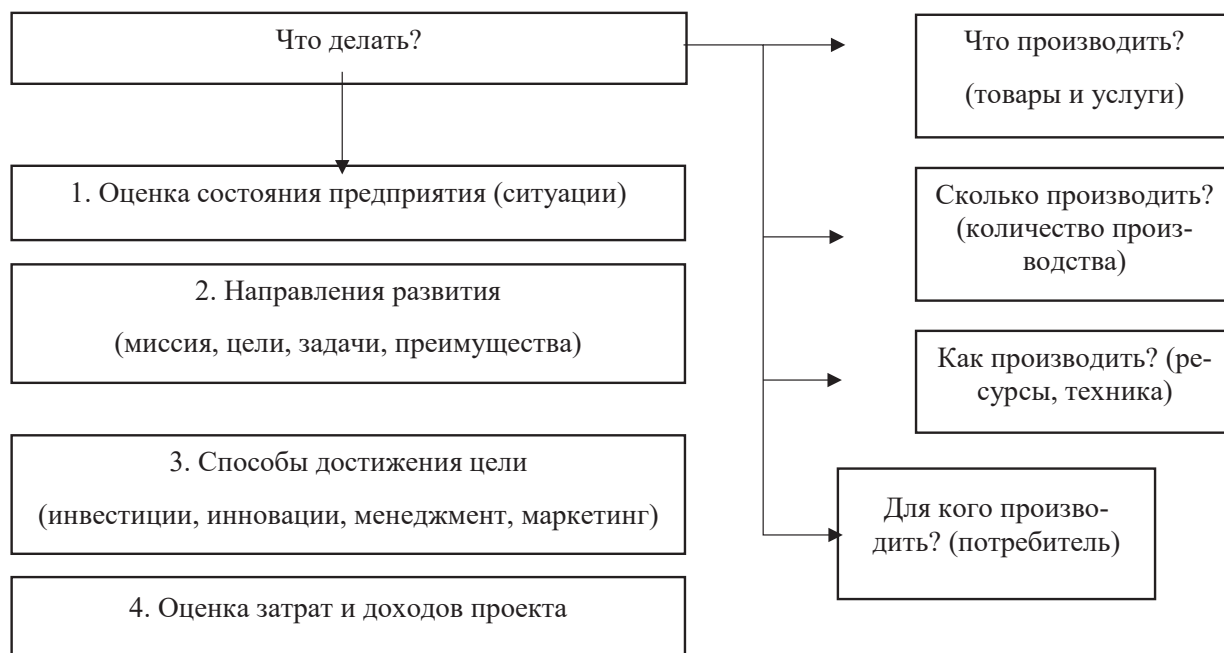 Что делать?
1. Оценка состояния предприятия (ситуации)
2. Направления развития
(миссия, цели, задачи, преимущества)
3. Способы достижения цели
(инвестиции, инновации, менеджмент, маркетинг)
4. Оценка затрат и доходов проекта
Что производить?
(товары и услуги)
Сколько производить?
(количество произ-
водства)
Как производить? (ре-
сурсы, техника)
Для кого произво-
дить? (потребитель)